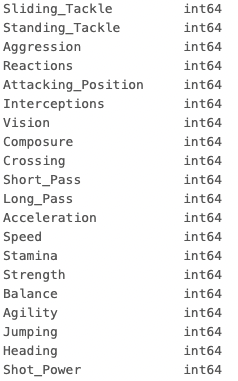 Sliding_Tackle int64
Standing_Tackle int64
Aggression int64
Reactions int64
Attacking_Position int64
Interceptions int64
Vision int64
Composure int64
Crossing int64
Short_Pass int64
Long_Pass int64
Acceleration int64
Speed int64
Stamina int64
Strength int64
Balance int64
Agility int64
Jumping int64
Heading int64
Shot_Power int64